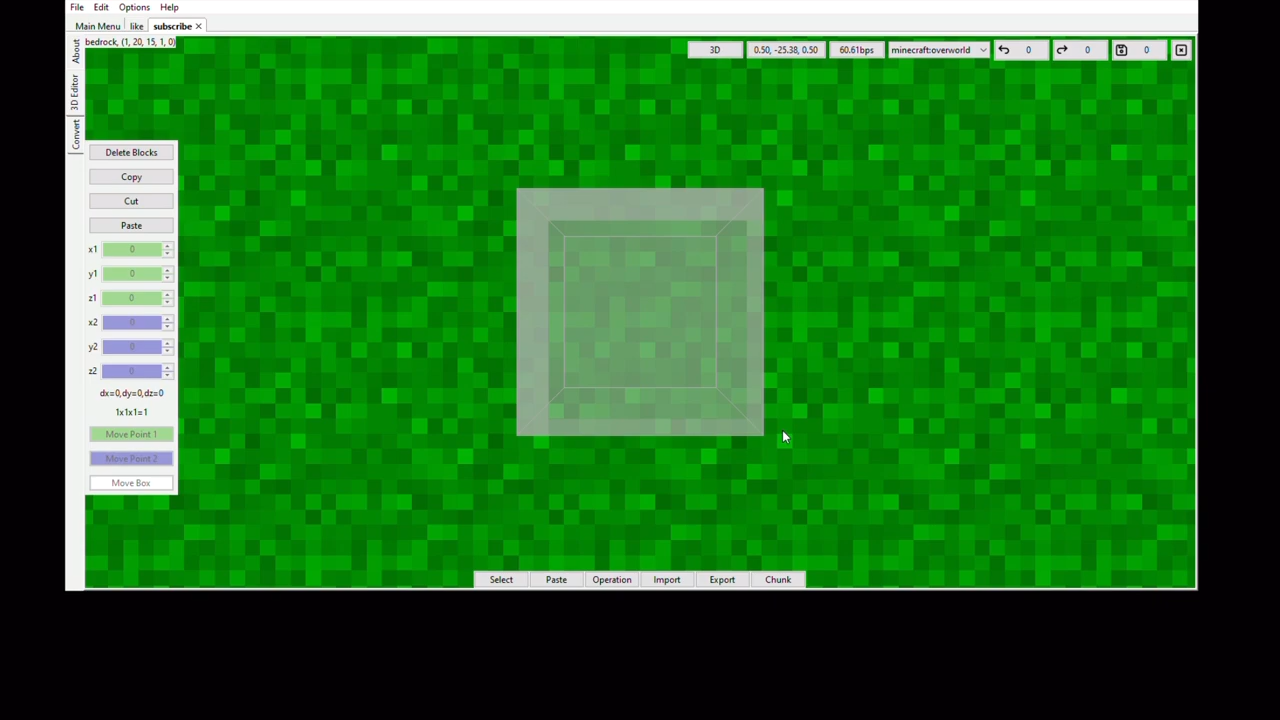 File Edit Options Help
Main Menu like subscribe
bedrock, (1, 20, 15, 1, 0)
3D 0.50, -25.38, 0.50 60.61bps minecraft:overworld 0 0 0
About
3D Editor
Convert
Delete Blocks
Copy
Cut
Paste
x1 0
y1 0
z1 0
x2 0
y2 0
z2 0
dx=0,dy=0,dz=0
1x1x1=1
Move Point 1
Move Point 2
Move Box
Select Paste Operation Import Export Chunk